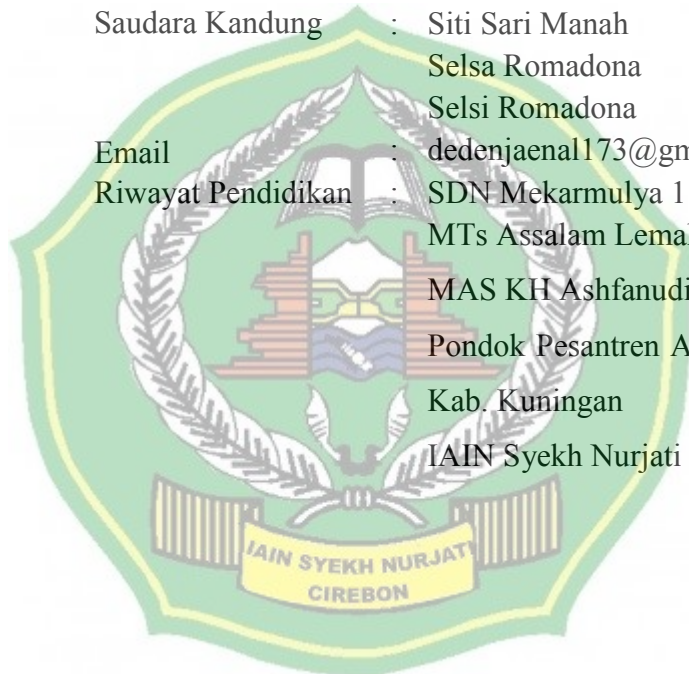 Saudara Kandung : Siti Sari Manah
Selsa Romadona
Selsi Romadona
Email : dedenjaenal173@gm
Riwayat Pendidikan : SDN Mekarmulya 1
MTs Assalam
MAS KH Ashfanudi
Pondok Pesantren
Kab. Kuningan
IAIN Syekh Nurjati
IAIN SYEKH NURJATI
CIREBON